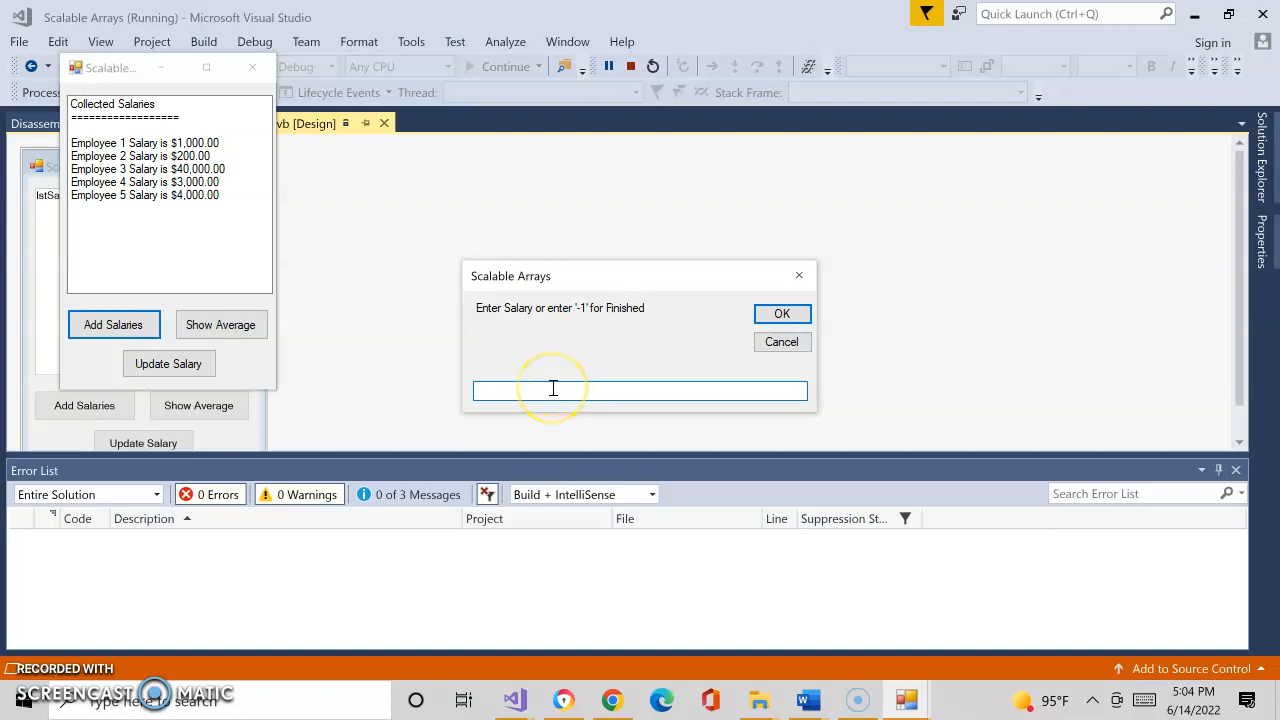 Scalable Arrays (Running) - Microsoft Visual Studio
Quick Launch (Ctrl+Q)
File Edit View Project Build Debug Team Format Tools Test Analyze Window Help
Sign in
Debug Any CPU Continue
Proces Lifecycle Events Thread: Stack Frame:
Scalable...
Disassem vb [Design]
Collected Salaries
==================
Employee 1 Salary is $1,000.00
Employee 2 Salary is $200.00
Employee 3 Salary is $40,000.00
Employee 4 Salary is $3,000.00
Employee 5 Salary is $4,000.00
lstSa
Add Salaries Show Average
Update Salary
Add Salaries Show Average
Update Salary
Scalable Arrays
Enter Salary or enter '-1' for Finished
OK
Cancel
Solution Explorer
Properties
Error List
Entire Solution 0 Errors 0 Warnings 0 of 3 Messages Build + IntelliSense Search Error List
Code Description Project File Line Suppression St...
RECORDED WITH
SCREENCAST MATIC
Add to Source Control
Type here to search
95°F
5:04 PM
6/14/2022